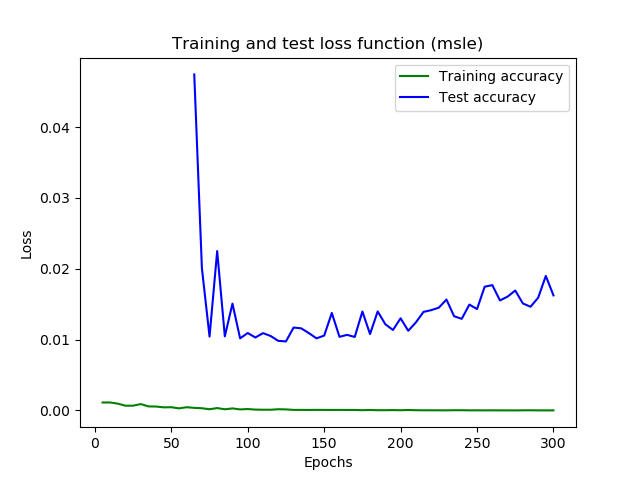 Training and test loss function (msle)
Training accuracy
Test accuracy
0.04
0.03
0.02
0.01
0.00
Loss
0
50
100
150
200
250
300
Epochs